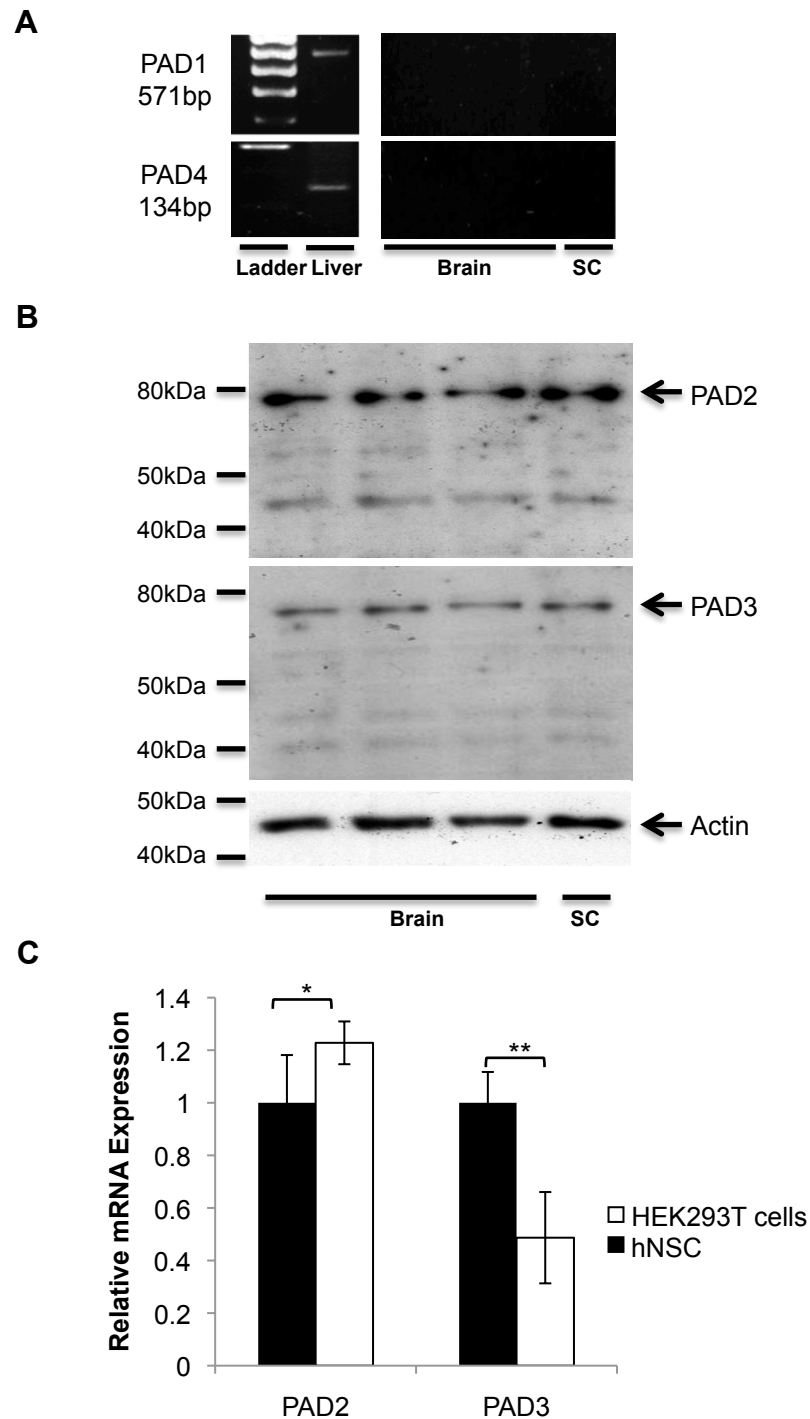 A
PAD1
571bp
PAD4
134bp
Ladder Liver Brain SC
B
80kDa
PAD2
50kDa
40kDa
80kDa
PAD3
50kDa
40kDa
50kDa
Actin
40kDa
Brain SC
C
Relative mRNA Expression
1.4
1.2
1
0.8
0.6
0.4
0.2
0
*
**
HEK293T cells
hNSC
PAD2 PAD3